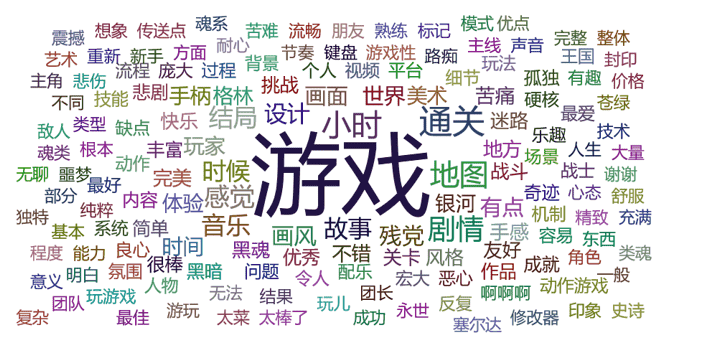 震撼 想象 传送点 魂系 苦难 流畅 朋友 熟练 标记 模式 优点
艺术 重新 新手 方面 耐心 节奏 键盘 游戏性 路痴 主线 声音 完整 整体
流程 庞大 过程 背景 个人 视频 平台 玩法 王国 封印
主角 悲伤 悲剧 手柄 格林 挑战 画面 世界 美术 细节 孤独 有趣 价格
不同 技能 结局 设计 小时 通关 苦痛 硬核 最爱 苍绿
敌人 类型 缺点 快乐 迷路 乐趣 技术
魂类 根本 丰富 玩家 游戏 地方 场景 人生 大量
无聊 噩梦 动作 完美 时候 地图 战斗 战士 谢谢
部分 最好 内容 体验 感觉 银河 有点 奇迹 心态 舒服
独特 纯粹 音乐 故事 剧情 手感 机制 精致 充满
基本 系统 简单 时间 画风 残党 容易 东西
程度 能力 良心 黑魂 优秀 不错 关卡 风格 友好 成就 角色 类魂
意义 明白 氛围 很棒 黑暗 问题 令人 配乐 宏大 恶心 作品 一般
团队 玩游戏 人物 无法 结果 团长 啊啊啊 动作游戏
复杂 最佳 游玩 太菜 太棒了 玩儿 成功 永世 反复 塞尔达 修改器 印象 史诗